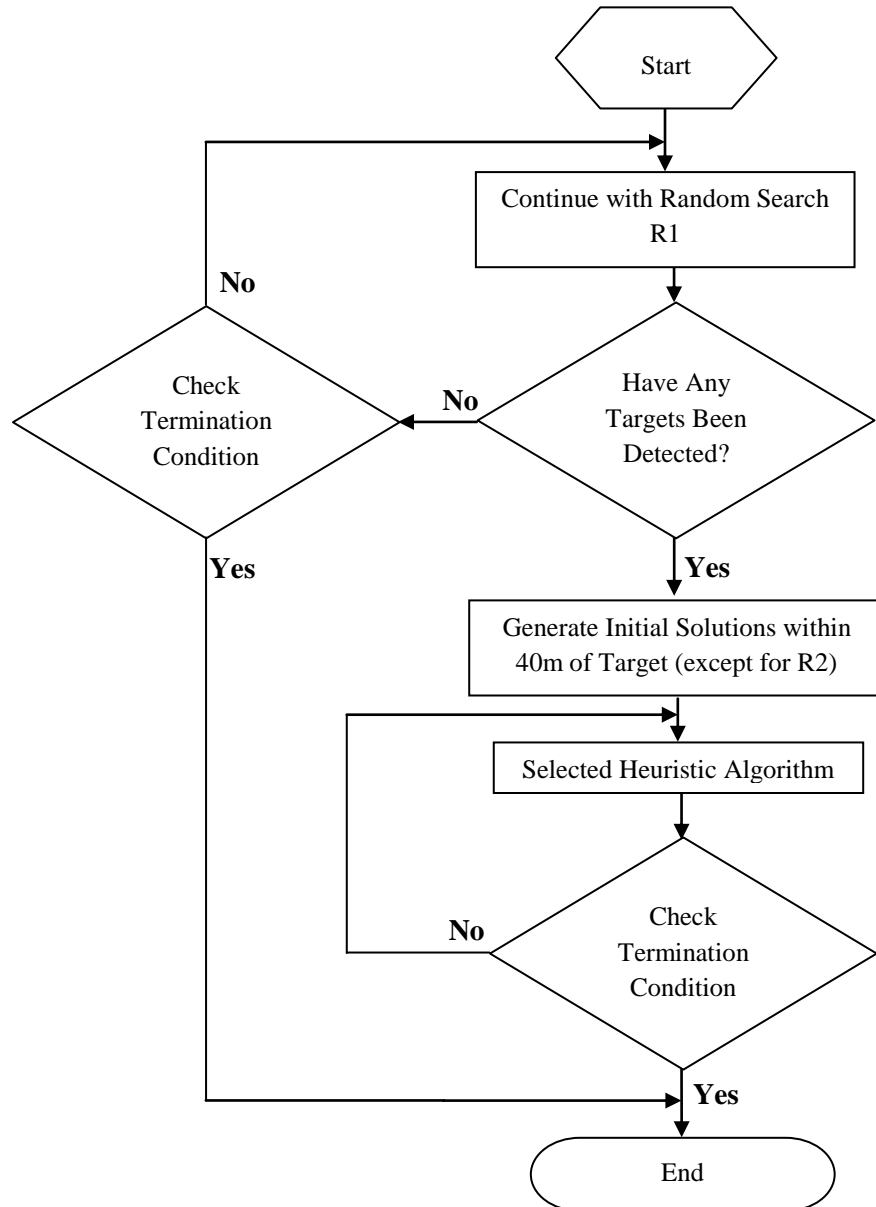 Start
Continue with Random Search
R1
No
Check
Termination
Condition
No
Have Any
Targets Been
Detected?
Yes
Yes
Generate Initial Solutions within
40m of Target (except for R2)
Selected Heuristic Algorithm
No
Check
Termination
Condition
Yes
End